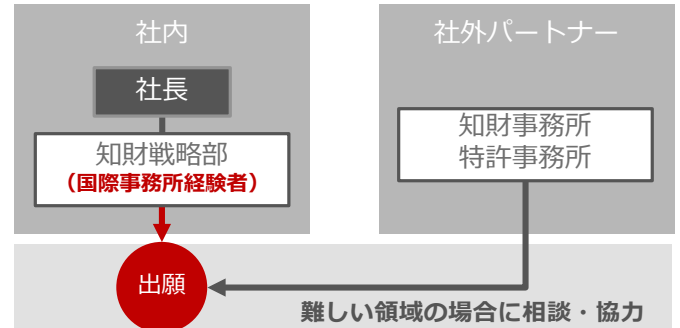 社内
社長
知財戦略部
（国際事務所経験者）
社外パートナー
知財事務所
特許事務所
出願
難しい領域の場合に相談・協力